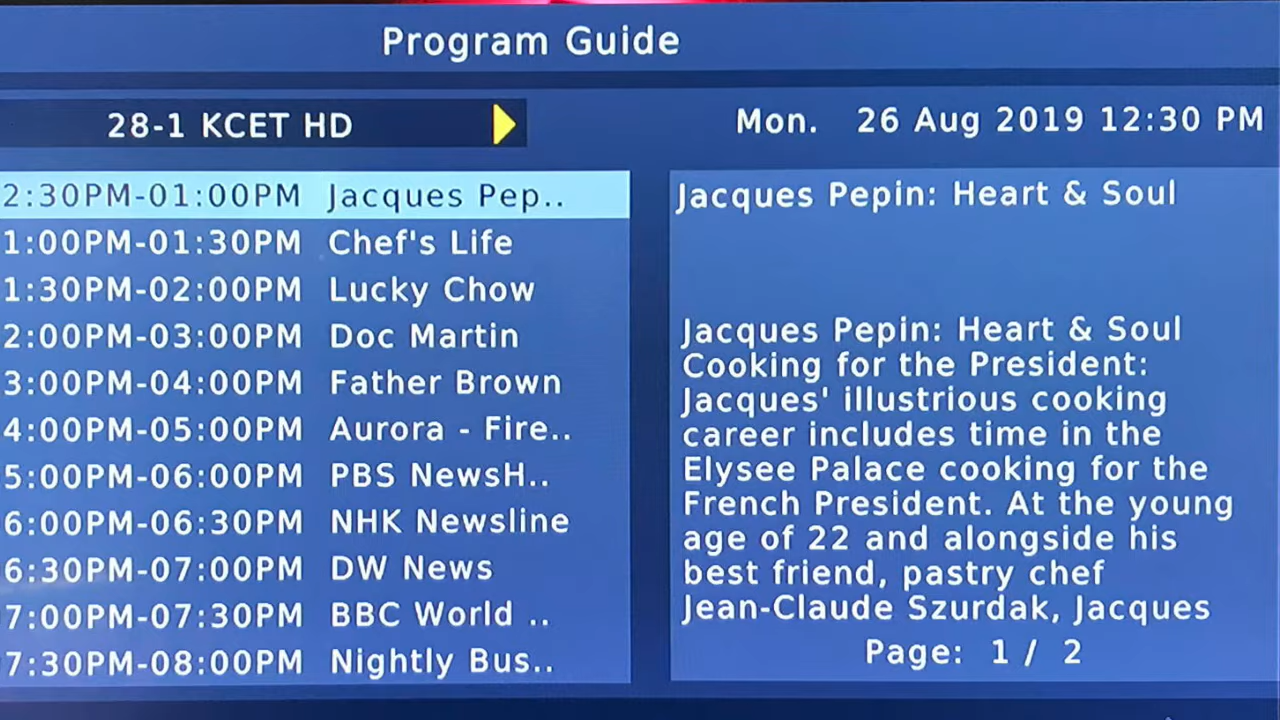 Program Guide
28-1 KCET HD
Mon. 26 Aug 2019 12:30 PM
2:30PM-01:00PM Jacques Pep..
1:00PM-01:30PM Chef's Life
1:30PM-02:00PM Lucky Chow
2:00PM-03:00PM Doc Martin
3:00PM-04:00PM Father Brown
4:00PM-05:00PM Aurora - Fire..
5:00PM-06:00PM PBS NewsH..
6:00PM-06:30PM NHK Newsline
6:30PM-07:00PM DW News
7:00PM-07:30PM BBC World ..
7:30PM-08:00PM Nightly Bus..
Jacques Pepin: Heart & Soul
Jacques Pepin: Heart & Soul
Cooking for the President:
Jacques' illustrious cooking
career includes time in the
Elysee Palace cooking for the
French President. At the young
age of 22 and alongside his
best friend, pastry chef
Jean-Claude Szurdak, Jacques
Page: 1 / 2